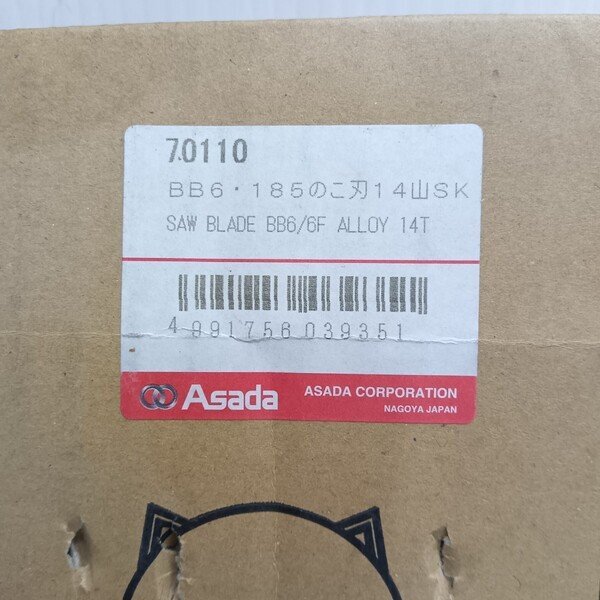 70110
BB6・185のこ刃14山SK
SAW BLADE BB6/6F ALLOY 14T
4 991756 039351
Asada
ASADA CORPORATION
NAGOYA JAPAN